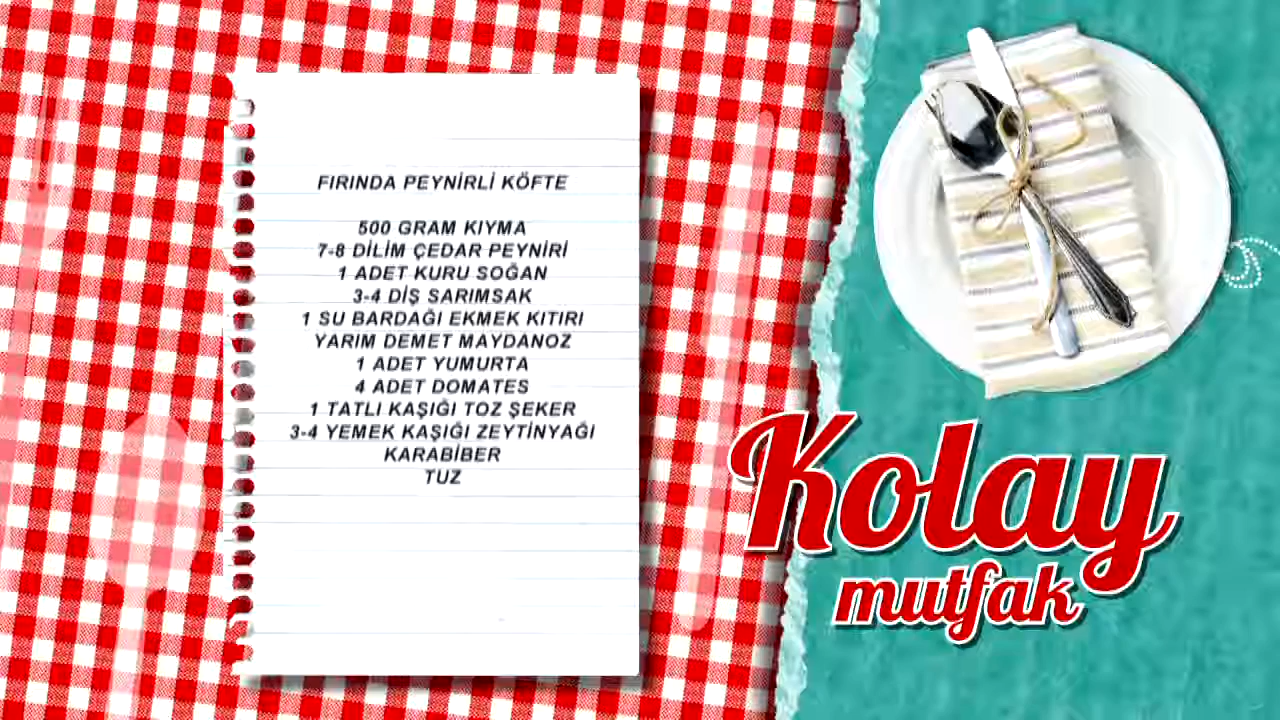 FIRINDA PEYNİRLİ KÖFTE
500 GRAM KIYMA
7-8 DİLİM ÇEDAR PEYNİRİ
1 ADET KURU SOĞAN
3-4 DİŞ SARIMSAK
1 SU BARDAĞI EKMEK KITIRI
YARIM DEMET MAYDANOZ
1 ADET YUMURTA
4 ADET DOMATES
1 TATLI KAŞIĞI TOZ ŞEKER
3-4 YEMEK KAŞIĞI ZEYTİNYAĞI
KARABİBER
TUZ
Kolay
mutfak